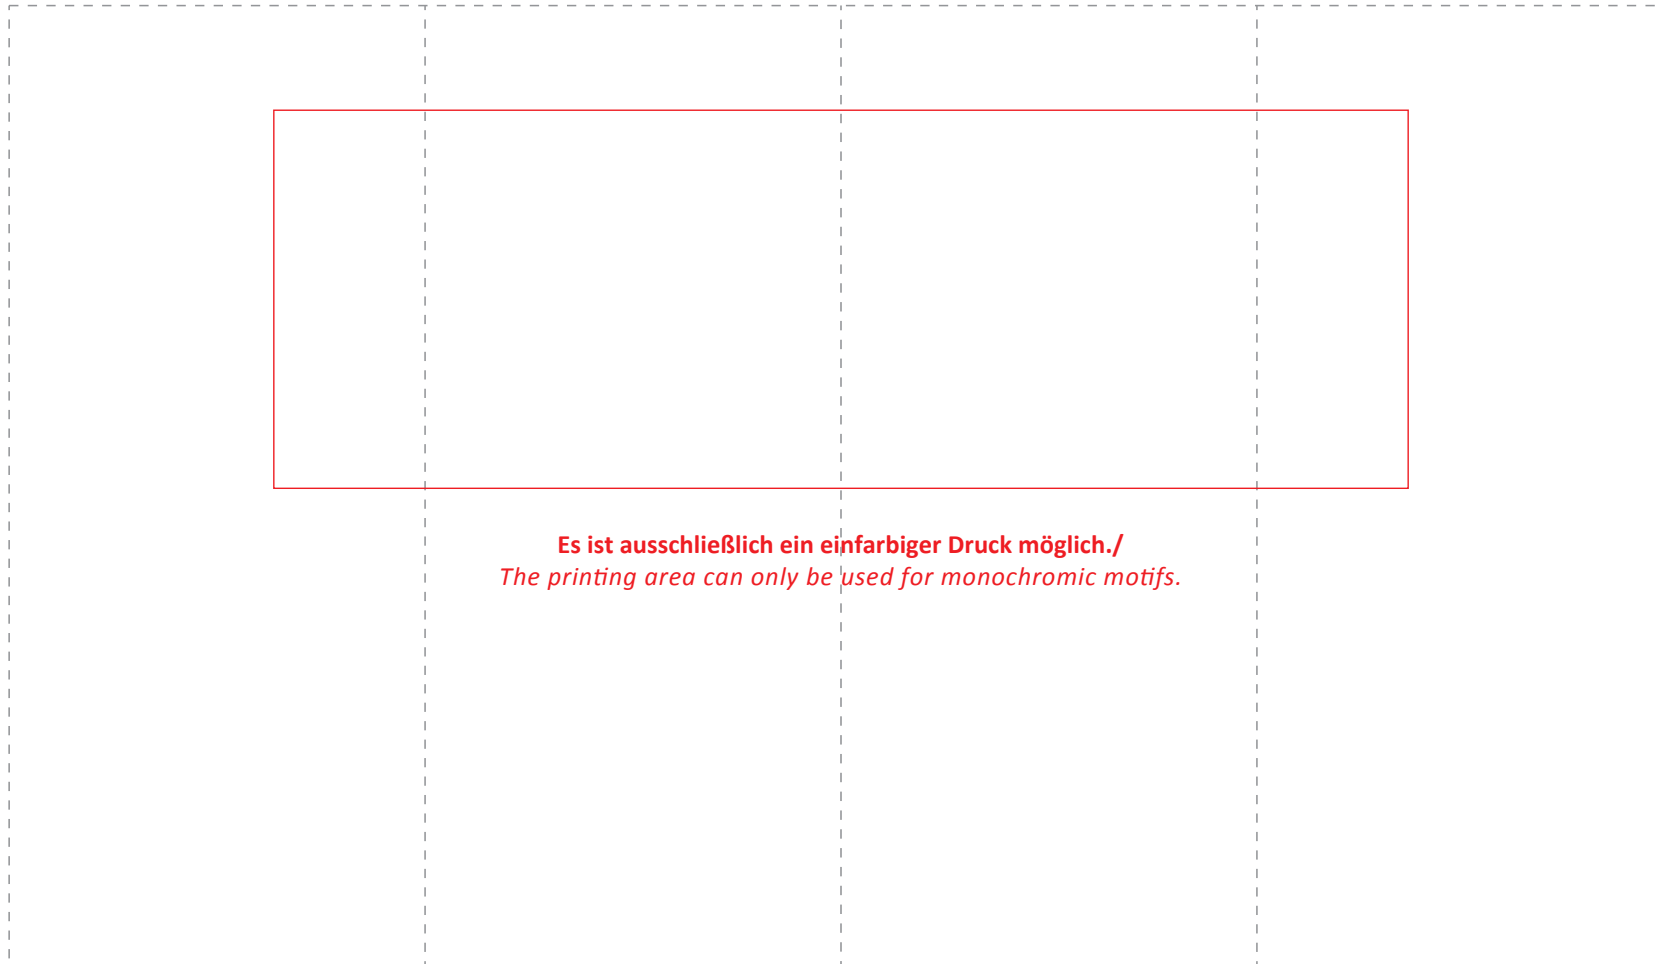 Es ist ausschließlich ein einfarbiger Druck möglich./
The printing area can only be used for monochromic motifs.